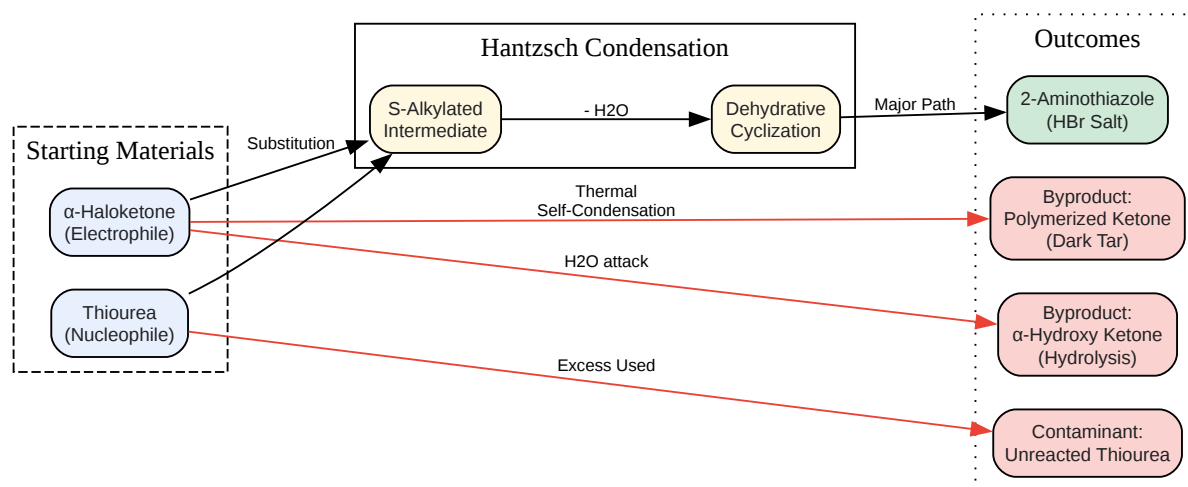 Starting Materials
α-Haloketone
(Electrophile)
Thiourea
(Nucleophile)
Substitution
Hantzsch Condensation
S-Alkylated
Intermediate
- H2O
Dehydrative
Cyclization
Major Path
Thermal
Self-Condensation
H2O attack
Excess Used
Outcomes
2-Aminothiazole
(HBr Salt)
Byproduct:
Polymerized Ketone
(Dark Tar)
Byproduct:
α-Hydroxy Ketone
(Hydrolysis)
Contaminant:
Unreacted Thiourea